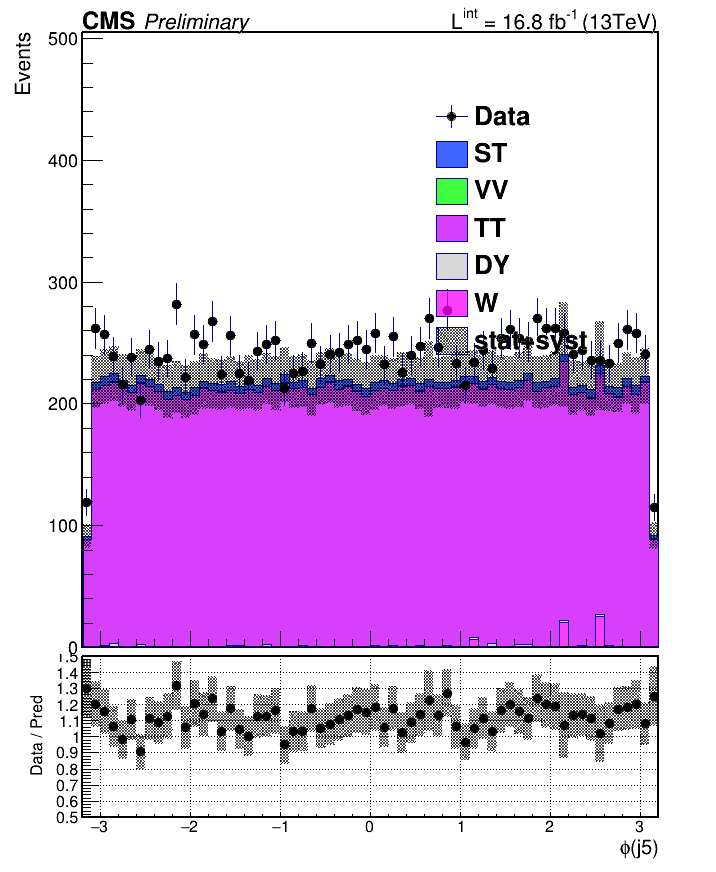 CMS Preliminary
L^int = 16.8 fb^-1 (13TeV)
Events
500
400
300
200
100
0
Data
ST
VV
TT
DY
W
stat+syst
Data / Pred
1.5
1.4
1.3
1.2
1.1
1
0.9
0.8
0.7
0.6
0.5
−3 −2 −1 0 1 2 3
ϕ(j5)